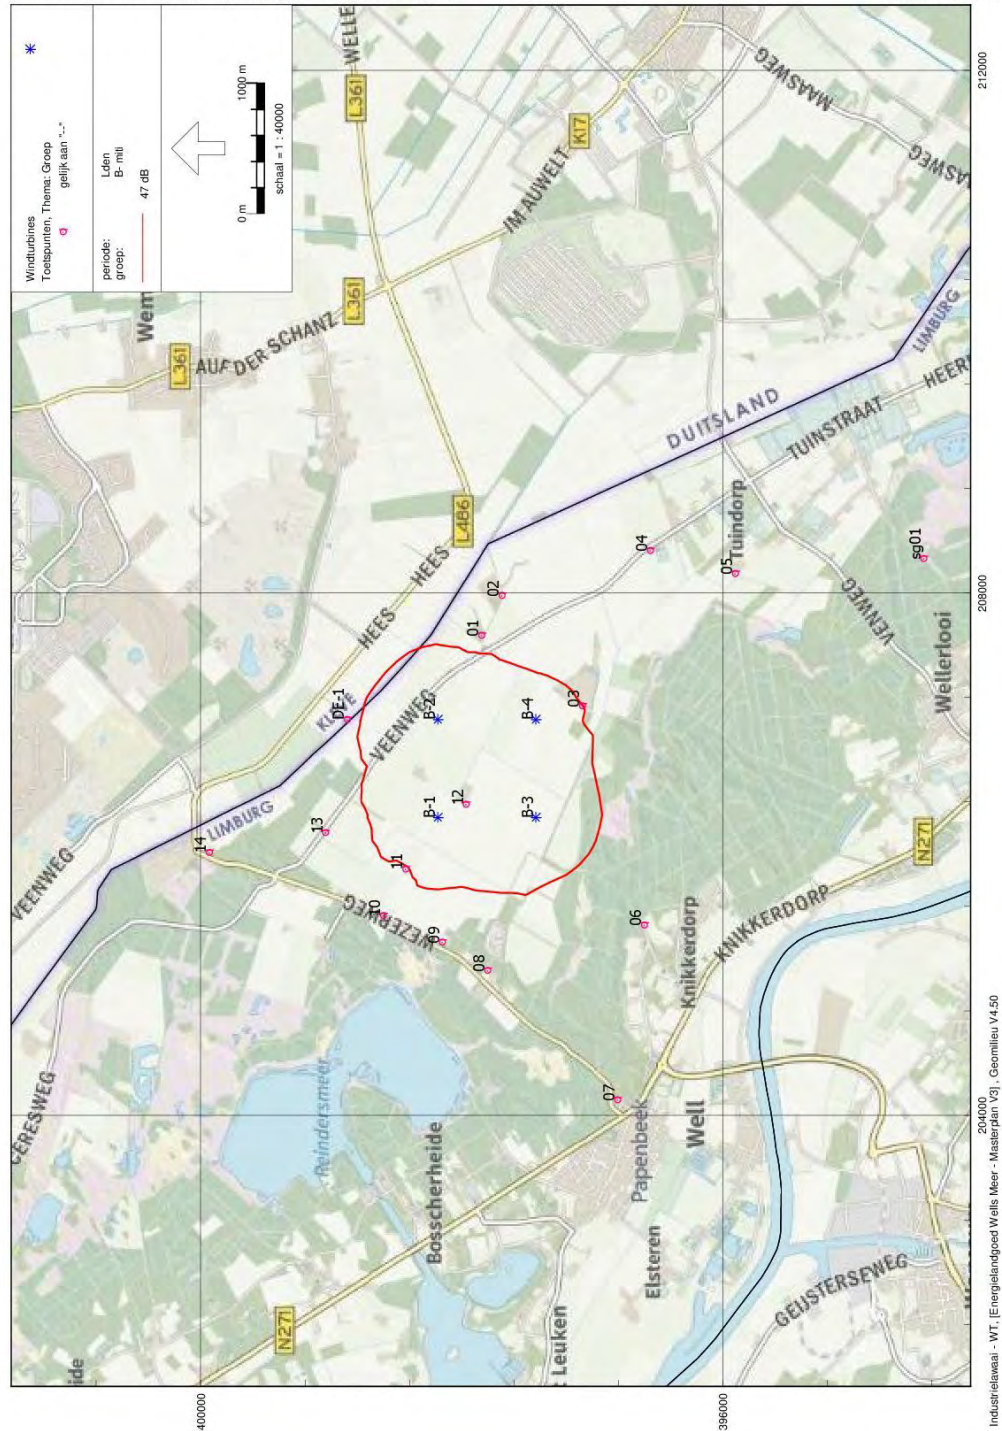 Windturbines
Toetspunten, Thema: Groep
gelijk aan "--"
periode: Lden
groep: B- miti
47 dB
0 m 1000 m
schaal = 1 : 40000
WELLE
L361
MAASWEG
K17
IM AUWELT
MAASWEG
L361
Wem
L361
AUF DER SCHANZ
LIMBURG
HEER
DUITSLAND
TUINSTRAAT
L486
HEES
HEES
04
05
Tuindorp
sg01
02
01
VENWEG
Wellerlooi
KLEVE
DE-1
VEENWEG
B-2
B-4
03
LIMBURG
14
13
B-1
12
B-3
11
VEENWEG
N271
10
WEZERWEG
09
08
06
Knikkerdorp
KNIKKERDORP
CERESWEG
Reindersmeer
07
Papenbeek
Well
Bosscherheide
Elsteren
GEIJSTERSEWEG
N271
Leuken
ide
400000
396000
212000
208000
204000
Industrielawaai - WT, [Energielandgoed Wells Meer - Masterplan V3] , Geomilieu V4.50